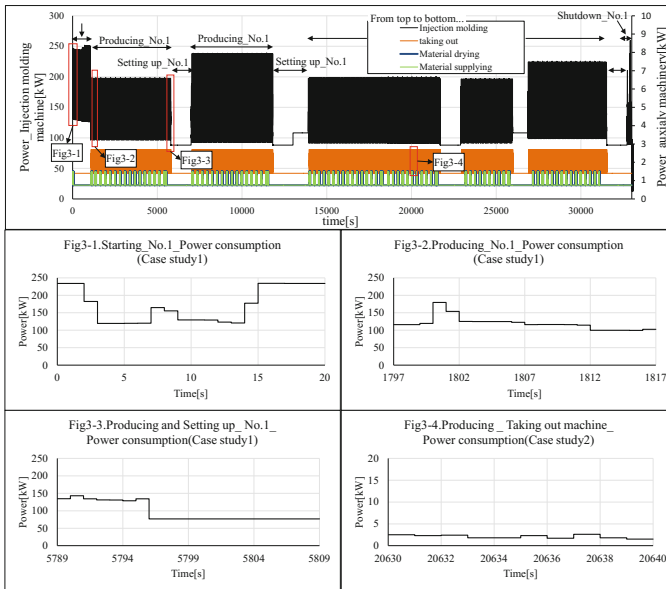 From top to bottom...
Injection molding
taking out
Material drying
Material supplying
Shutdown_No.1
Producing_No.1
Producing_No.1
Setting up_No.1
Setting up_No.1
Power_Injection molding
machine[kW]
300
250
200
150
100
50
0
10
9
8
7
6
5
4
3
2
1
0
Power_auxialy machinery[kW]
Fig3-1
Fig3-2
Fig3-3
Fig3-4
0
5000
10000
15000
20000
25000
30000
time[s]
Fig3-1.Starting_No.1_Power consumption
(Case study1)
Power[kW]
250
200
150
100
50
0
0
5
10
15
20
Time[s]
Fig3-2.Producing_No.1_Power consumption
(Case study1)
Power[kW]
250
200
150
100
50
0
1797
1802
1807
1812
1817
Time[s]
Fig3-3.Producing and Setting up_ No.1_
Power consumption(Case study1)
Power[kW]
200
150
100
50
0
5789
5794
5799
5804
5809
Time[s]
Fig3-4.Producing _ Taking out machine_
Power consumption(Case study2)
Power[kW]
20
15
10
5
0
20630
20632
20634
20636
20638
20640
Time[s]